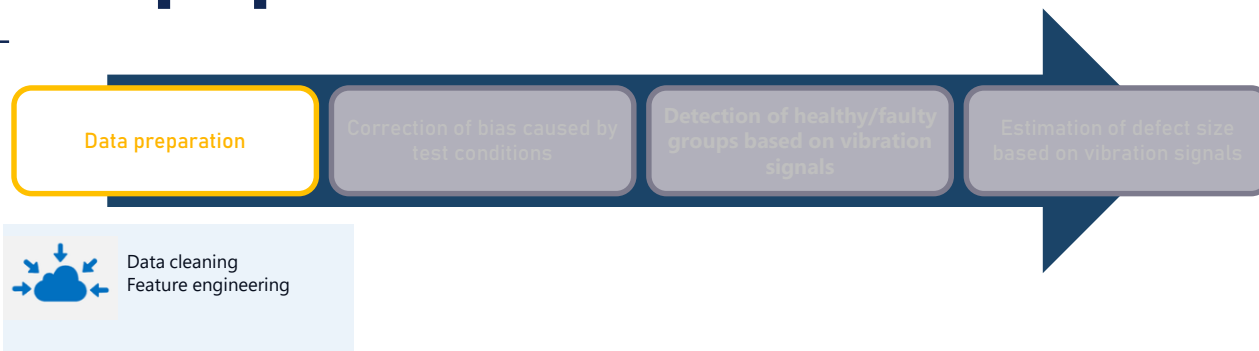 Data preparation
Correction of bias caused by
test conditions
Detection of healthy/faulty
groups based on vibration
signals
Estimation of defect size
based on vibration signals
Data cleaning
Feature engineering